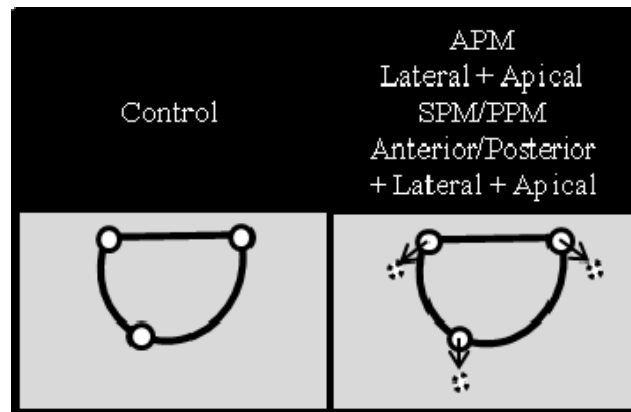 Control
APM
Lateral + Apical
SPM/PPM
Anterior/Posterior
+ Lateral + Apical